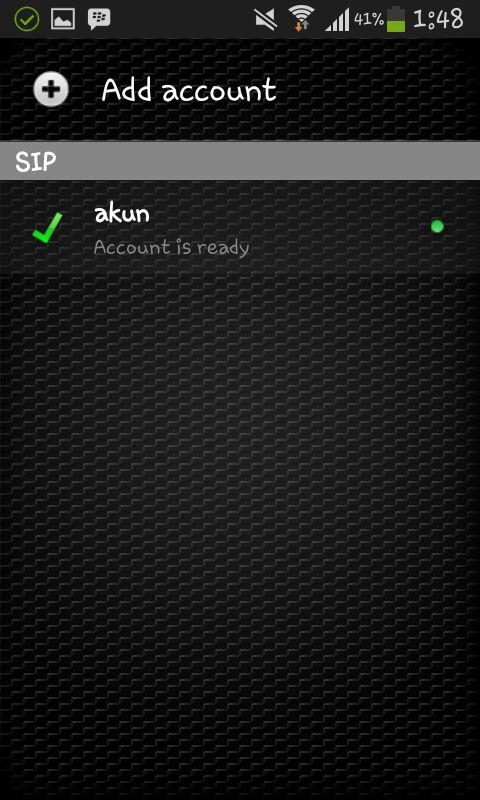 41% 1:48
Add account
SIP
akun
Account is ready